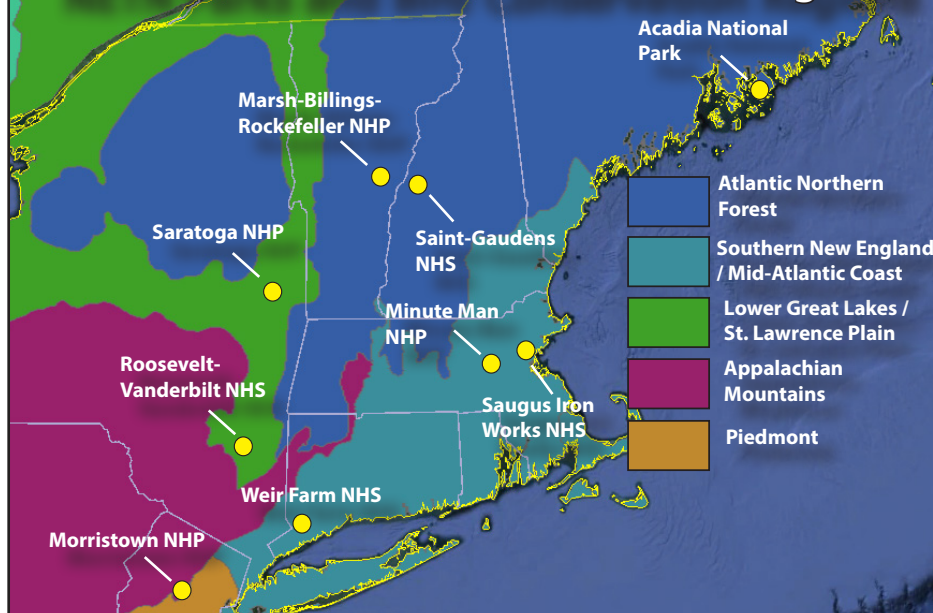 Acadia National
Park
Marsh-Billings-
Rockefeller NHP
Atlantic Northern
Forest
Saratoga NHP
Saint-Gaudens
NHS
Southern New England
/ Mid-Atlantic Coast
Minute Man
NHP
Lower Great Lakes /
St. Lawrence Plain
Roosevelt-
Vanderbilt NHS
Appalachian
Mountains
Saugus Iron
Works NHS
Piedmont
Weir Farm NHS
Morristown NHP